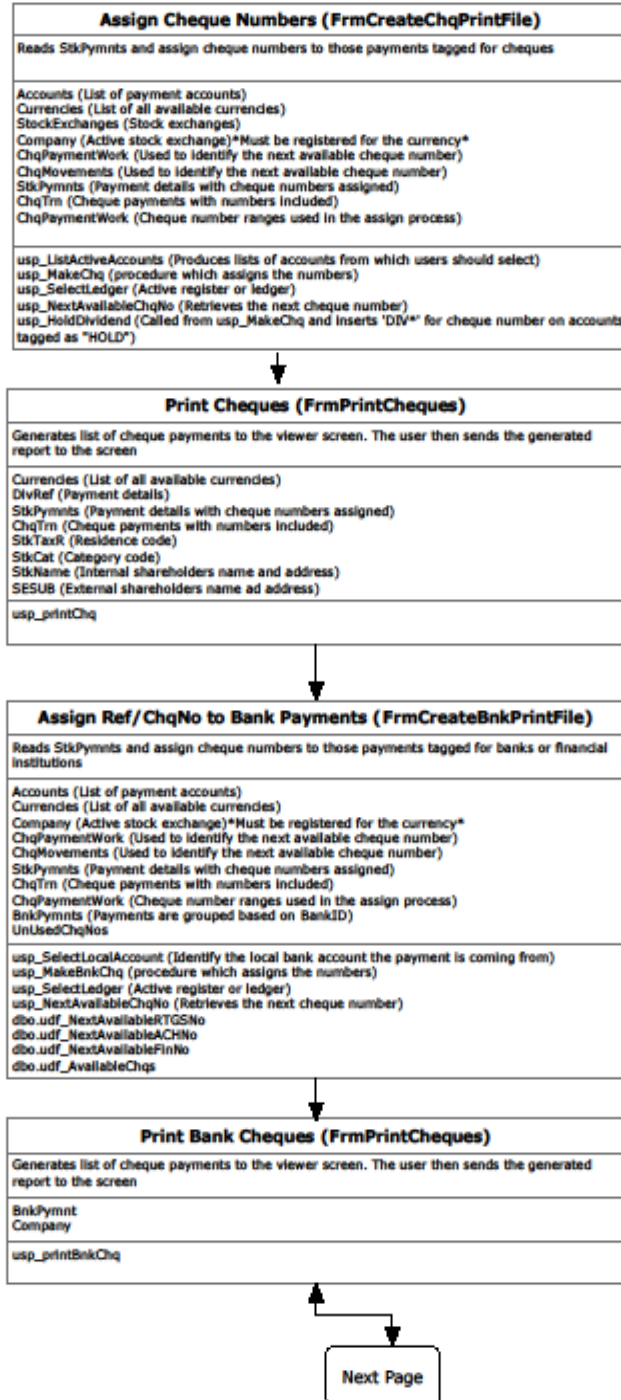 Assign Cheque Numbers (FrmCreateChqPrintFile)
Reads StkPymnts and assign cheque numbers to those payments tagged for cheques
Accounts (List of payment accounts)
Currencies (List of all available currencies)
StockExchanges (Stock exchanges)
Company (Active stock exchange)*Must be registered for the currency*
ChqPaymentWork (Used to identify the next available cheque number)
ChqMovements (Used to identify the next available cheque number)
StkPymnts (Payment details with cheque numbers assigned)
ChqTrn (Cheque payments with numbers included)
ChqPaymentWork (Cheque number ranges used in the assign process)
usp_ListActiveAccounts (Produces lists of accounts from which users should select)
usp_MakeChq (procedure which assigns the numbers)
usp_SelectLedger (Active register or ledger)
usp_NextAvailableChqNo (Retrieves the next cheque number)
usp_HoldDividend (Called from usp_MakeChq and inserts 'DIV*' for cheque number on accounts
tagged as "HOLD")
Print Cheques (FrmPrintCheques)
Generates list of cheque payments to the viewer screen. The user then sends the generated
report to the screen
Currencies (List of all available currencies)
DivRef (Payment details)
StkPymnts (Payment details with cheque numbers assigned)
ChqTrn (Cheque payments with numbers included)
StkTaxR (Residence code)
StkCat (Category code)
StkName (Internal shareholders name and address)
SESUB (External shareholders name ad address)
usp_printChq
Assign Ref/ChqNo to Bank Payments (FrmCreateBnkPrintFile)
Reads StkPymnts and assign cheque numbers to those payments tagged for banks or financial
institutions
Accounts (List of payment accounts)
Currencies (List of all available currencies)
Company (Active stock exchange)*Must be registered for the currency*
ChqPaymentWork (Used to identify the next available cheque number)
ChqMovements (Used to identify the next available cheque number)
StkPymnts (Payment details with cheque numbers assigned)
ChqTrn (Cheque payments with numbers included)
ChqPaymentWork (Cheque number ranges used in the assign process)
BnkPymnts (Payments are grouped based on BankID)
UnUsedChqNos
usp_SelectLocalAccount (Identify the local bank account the payment is coming from)
usp_MakeBnkChq (procedure which assigns the numbers)
usp_SelectLedger (Active register or ledger)
usp_NextAvailableChqNo (Retrieves the next cheque number)
dbo.udf_NextAvailableRTGSNo
dbo.udf_NextAvailableACHNo
dbo.udf_NextAvailableFinNo
dbo.udf_AvailableChqs
Print Bank Cheques (FrmPrintCheques)
Generates list of cheque payments to the viewer screen. The user then sends the generated
report to the screen
BnkPymnt
Company
usp_printBnkChq
Next Page